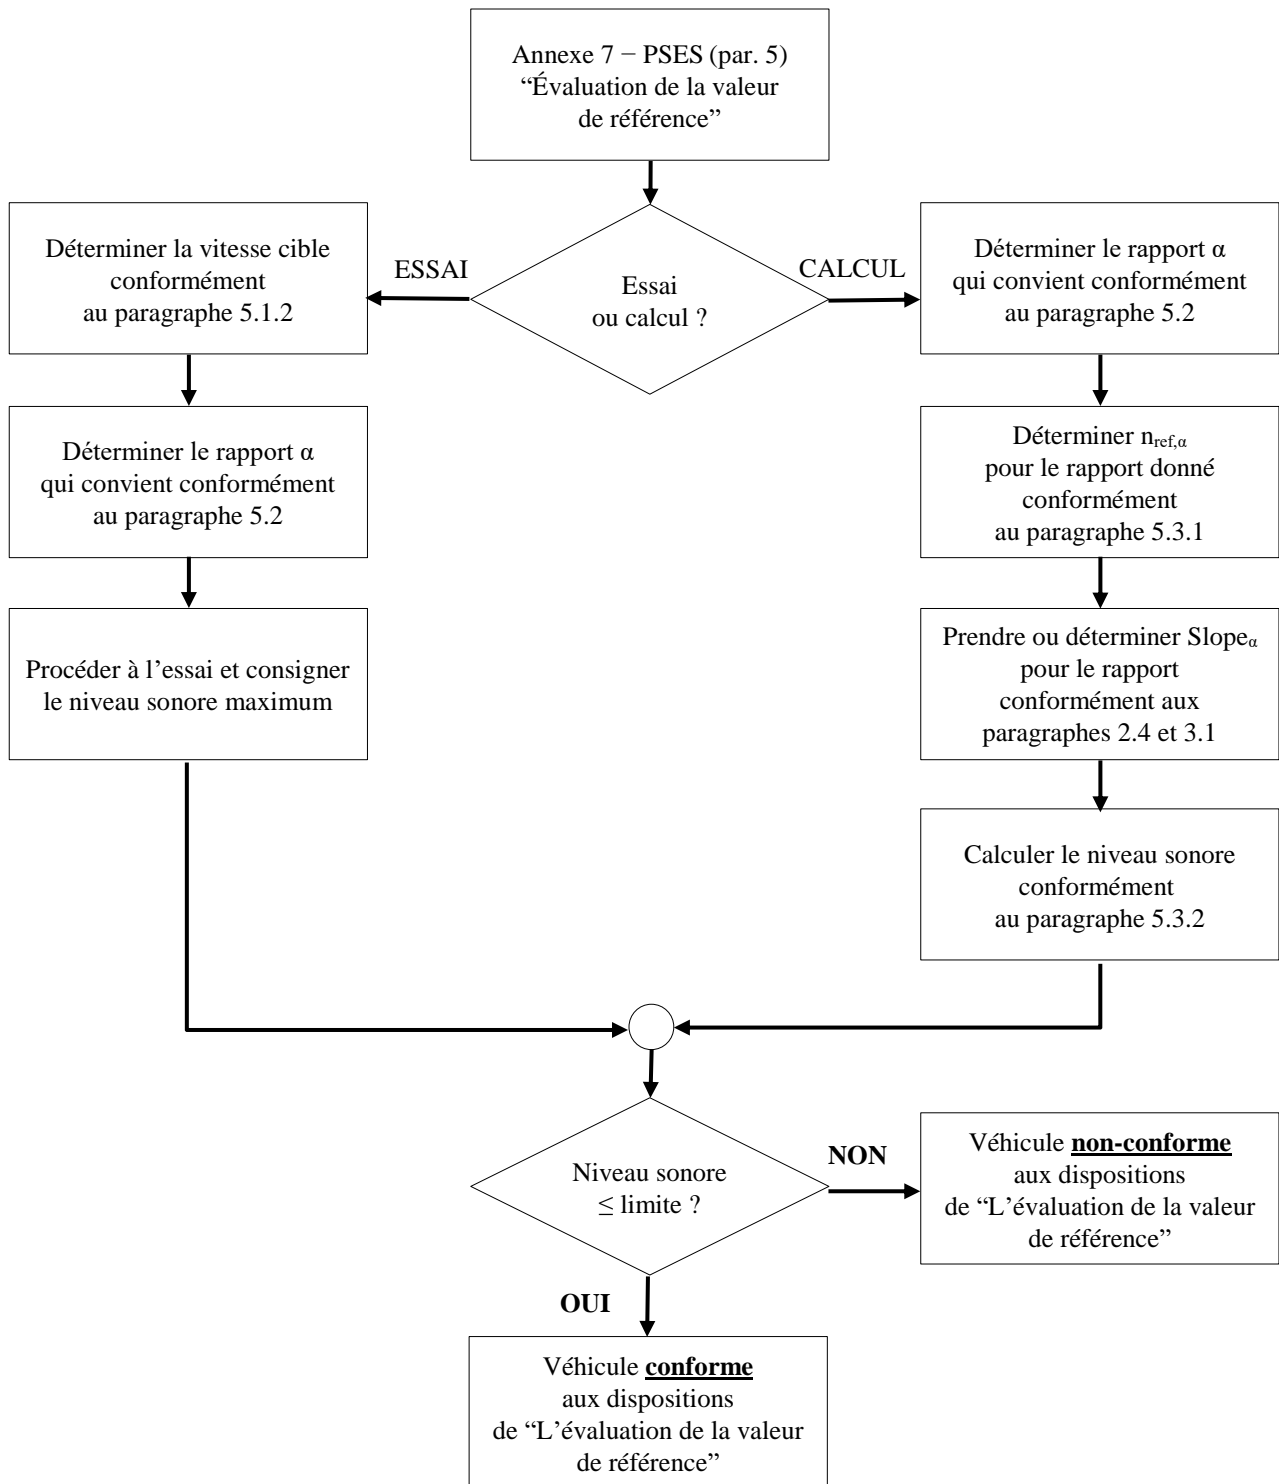 Annexe 7 − PSES (par. 5)
“Évaluation de la valeur
de référence”
Essai
ou calcul ?
ESSAI
CALCUL
Déterminer la vitesse cible
conformément
au paragraphe 5.1.2
Déterminer le rapport α
qui convient conformément
au paragraphe 5.2
Procéder à l’essai et consigner
le niveau sonore maximum
Déterminer le rapport α
qui convient conformément
au paragraphe 5.2
Déterminer nref,α
pour le rapport donné
conformément
au paragraphe 5.3.1
Prendre ou déterminer Slopeα
pour le rapport
conformément aux
paragraphes 2.4 et 3.1
Calculer le niveau sonore
conformément
au paragraphe 5.3.2
Niveau sonore
≤ limite ?
NON
Véhicule non-conforme
aux dispositions
de “L’évaluation de la valeur
de référence”
OUI
Véhicule conforme
aux dispositions
de “L’évaluation de la valeur
de référence”